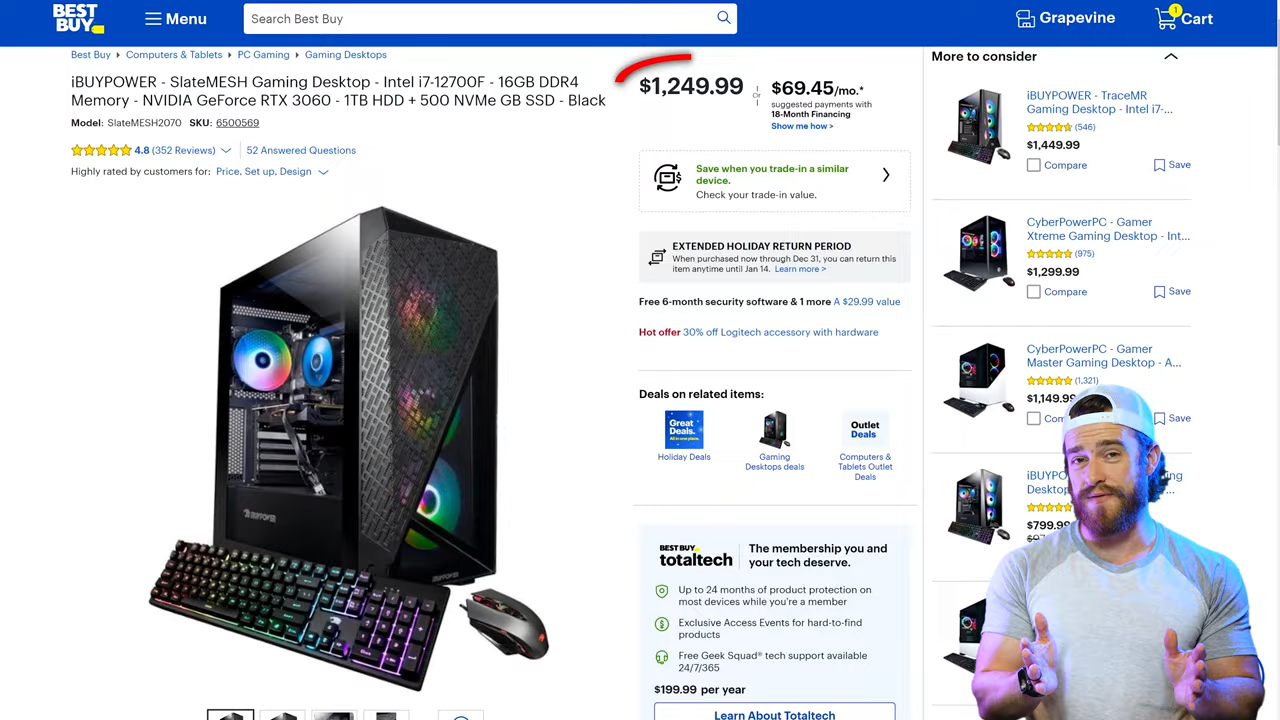 BEST BUY
Menu
Search Best Buy
Grapevine
1
Cart
Best Buy
Computers & Tablets
PC Gaming
Gaming Desktops
iBUYPOWER - SlateMESH Gaming Desktop - Intel i7-12700F - 16GB DDR4
Memory - NVIDIA GeForce RTX 3060 - 1TB HDD + 500 NVMe GB SSD - Black
Model: SlateMESH2070 SKU: 6500569
4.8 (352 Reviews)
52 Answered Questions
Highly rated by customers for: Price, Set up, Design
iBUYPOWER
$1,249.99
or
$69.45/mo.*
suggested payments with
18-Month Financing
Show me how >
Save when you trade-in a similar
device.
Check your trade-in value.
EXTENDED HOLIDAY RETURN PERIOD
When purchased now through Dec 31, you can return this
item anytime until Jan 14. Learn more >
Free 6-month security software & 1 more A $29.99 value
Hot offer 30% off Logitech accessory with hardware
Deals on related items:
Great
Deals.
Holiday Deals
Gaming
Desktops deals
Outlet
Deals
Computers &
Tablets Outlet
Deals
BEST BUY
totaltech
The membership you and
your tech deserve.
Up to 24 months of product protection on
most devices while you're a member
Exclusive Access Events for hard-to-find
products
Free Geek Squad® tech support available
24/7/365
$199.99 per year
Learn About Totaltech
More to consider
iBUYPOWER - TraceMR
Gaming Desktop - Intel i7-...
(546)
$1,449.99
Compare
Save
CyberPowerPC - Gamer
Xtreme Gaming Desktop - Int...
(975)
$1,299.99
Compare
Save
CyberPowerPC - Gamer
Master Gaming Desktop - A...
(1,321)
$1,149.99
Com
Save
iBUYPO
ing
Deskto
...
$799.99